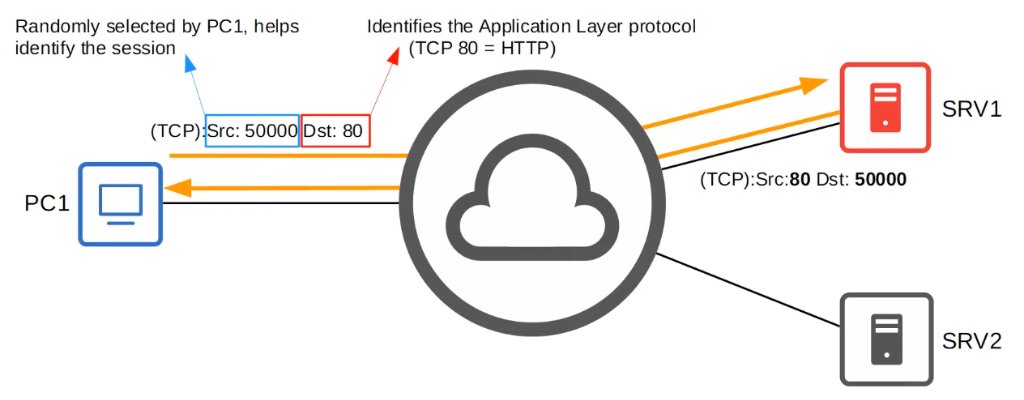 Randomly selected by PC1, helps
identify the session
Identifies the Application Layer protocol
(TCP 80 = HTTP)
(TCP):Src: 50000 Dst: 80
SRV1
(TCP):Src:80 Dst: 50000
PC1
SRV2